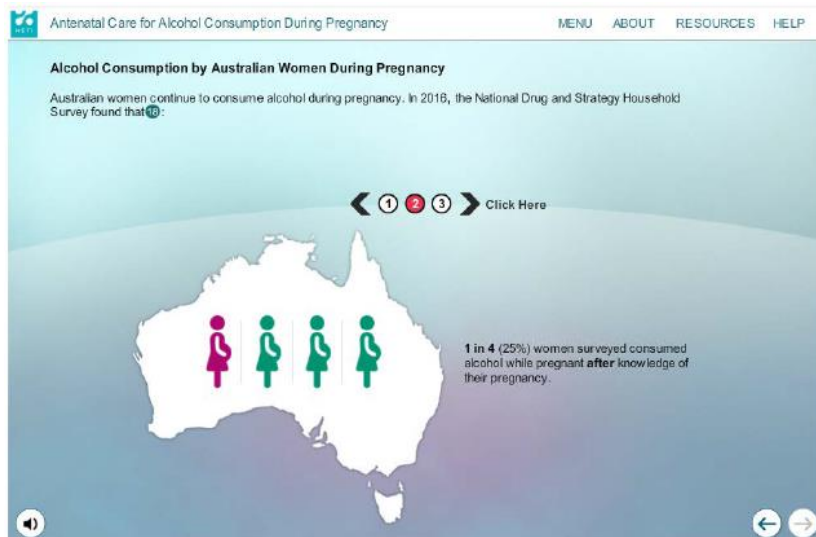 HETI
Antenatal Care for Alcohol Consumption During Pregnancy
MENU ABOUT RESOURCES HELP
Alcohol Consumption by Australian Women During Pregnancy
Australian women continue to consume alcohol during pregnancy. In 2016, the National Drug and Strategy Household
Survey found that 16:
1 2 3 Click Here
1 in 4 (25%) women surveyed consumed
alcohol while pregnant after knowledge of
their pregnancy.